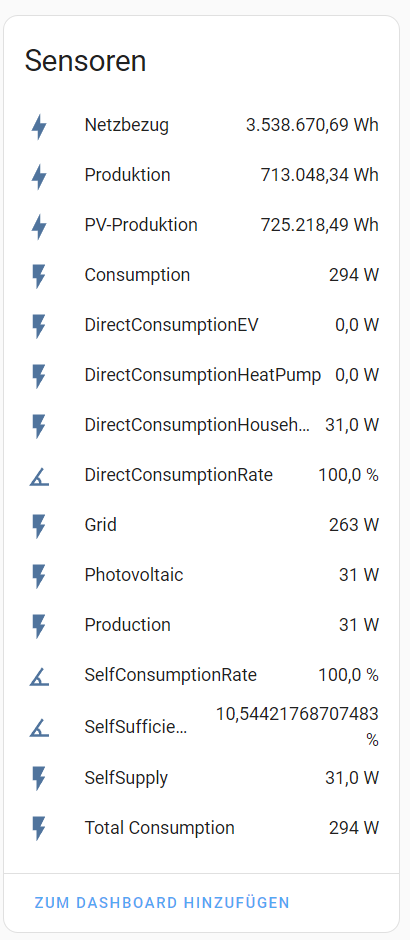 Sensoren
Netzbezug 3.538.670,69 Wh
Produktion 713.048,34 Wh
PV-Produktion 725.218,49 Wh
Consumption 294 W
DirectConsumptionEV 0,0 W
DirectConsumptionHeatPump 0,0 W
DirectConsumptionHouseh... 31,0 W
DirectConsumptionRate 100,0 %
Grid 263 W
Photovoltaic 31 W
Production 31 W
SelfConsumptionRate 100,0 %
SelfSufficie... 10,54421768707483
%
SelfSupply 31,0 W
Total Consumption 294 W
ZUM DASHBOARD HINZUFÜGEN